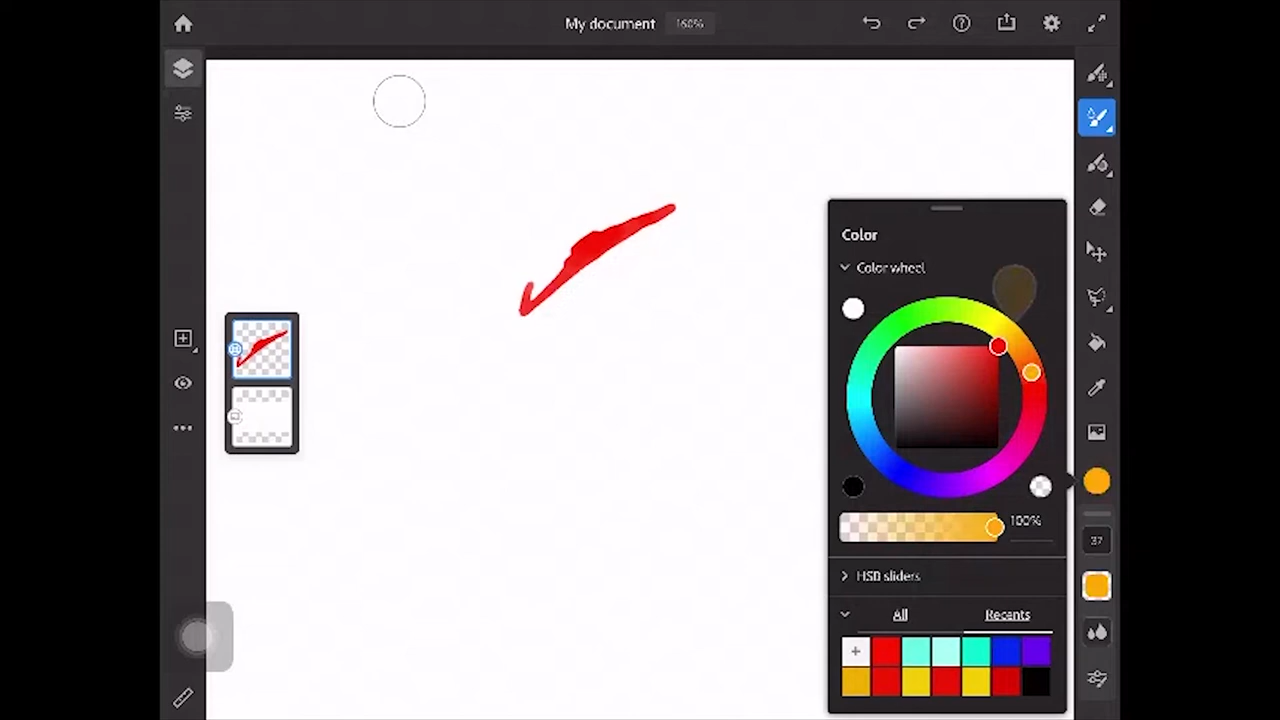 My document 160%
Color
Color wheel
100%
37
HSB sliders
All Recents